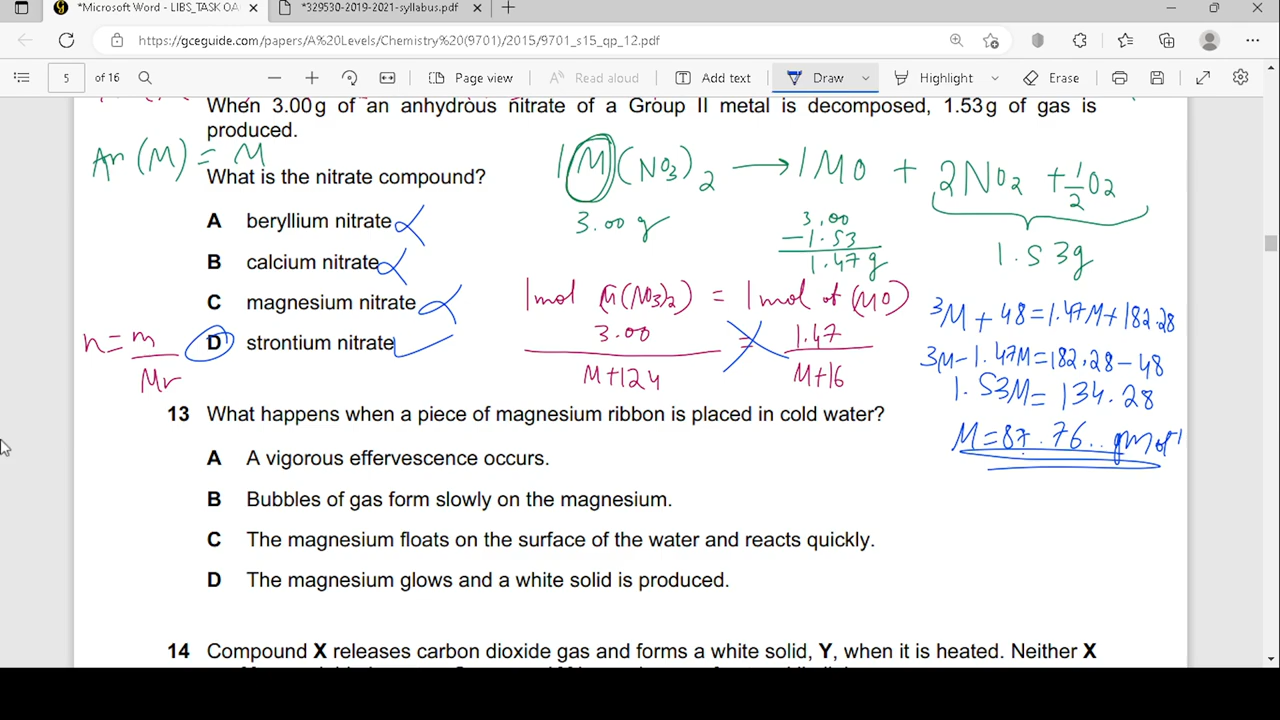 *Microsoft Word - LIBS_TASK OA
*329530-2019-2021-syllabus.pdf
https://gceguide.com/papers/A%20Levels/Chemistry%20(9701)/2015/9701_s15_qp_12.pdf
5 of 16
Page view
Read aloud
Add text
Draw
Highlight
Erase
When 3.00 g of an anhydrous nitrate of a Group II metal is decomposed, 1.53 g of gas is
produced.
Ar (M) = M
1 M (NO3)2 ⟶ 1 MO + 2NO2 + 1/2 O2
What is the nitrate compound?
3.00 g
3.00
−1.53
1.47 g
1.53g
A beryllium nitrate
B calcium nitrate
C magnesium nitrate
D strontium nitrate
n = m
Mr
1mol M(NO3)2) = 1mol of (MO)
3.00 = 1.47
M+124 M+16
3M + 48 = 1.47M + 182.28
3M - 1.47M = 182.28 - 48
1.53M = 134.28
M = 87.76.. gmol-1
13 What happens when a piece of magnesium ribbon is placed in cold water?
A A vigorous effervescence occurs.
B Bubbles of gas form slowly on the magnesium.
C The magnesium floats on the surface of the water and reacts quickly.
D The magnesium glows and a white solid is produced.
14 Compound X releases carbon dioxide gas and forms a white solid, Y, when it is heated. Neither X